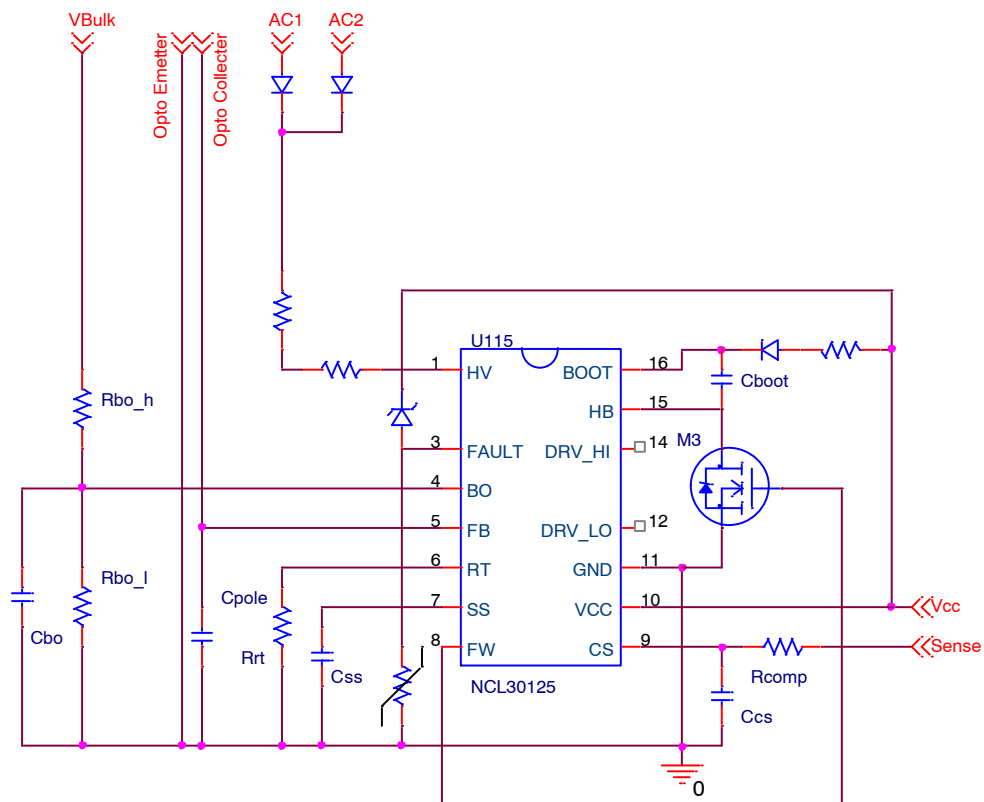 VBulk
AC1
AC2
Opto Emetter
Opto Collecter
U115
1
HV
BOOT
16
Cboot
HB
15
Rbo_h
3
FAULT
DRV_HI
14
M3
4
BO
5
FB
DRV_LO
12
6
RT
GND
11
Rbo_l
Cpole
7
SS
VCC
10
Vcc
Cbo
Rrt
Css
8
FW
CS
9
Sense
Rcomp
NCL30125
Ccs
0